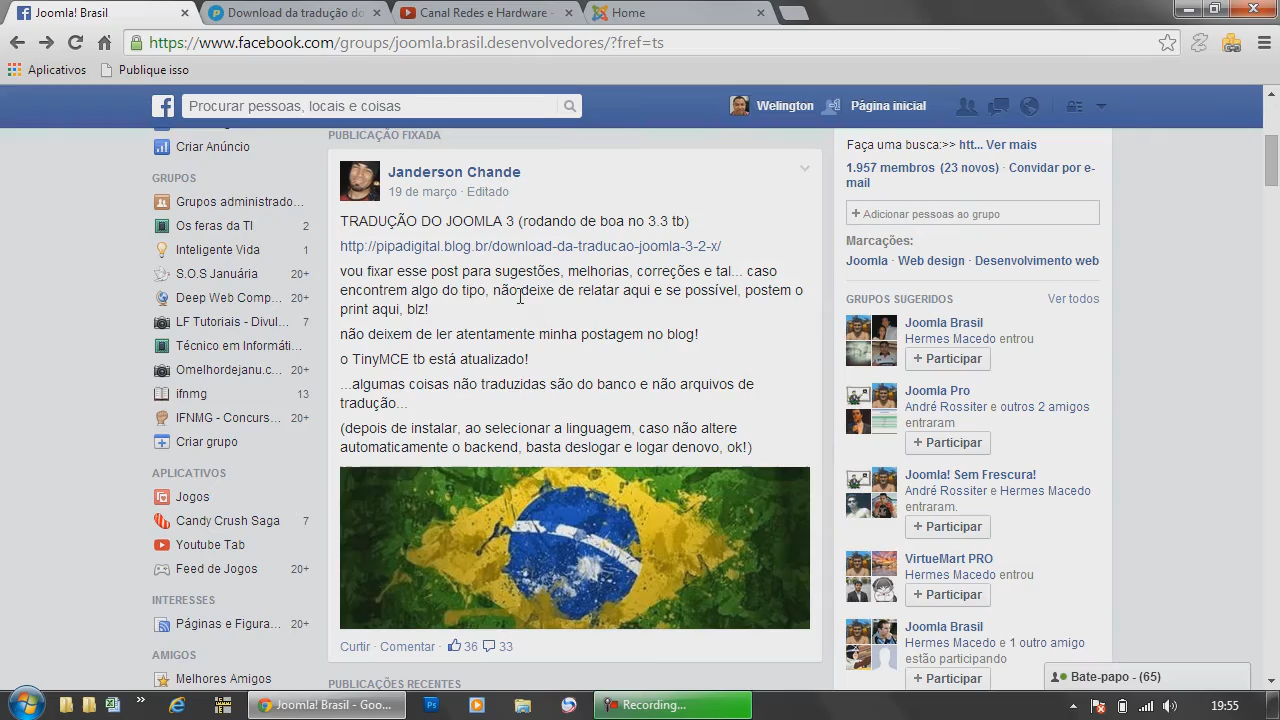 Joomla! Brasil
Download da tradução do
Canal Redes e Hardware -
Home
https://www.facebook.com/groups/joomla.brasil.desenvolvedores/?fref=ts
Aplicativos
Publique isso
Procurar pessoas, locais e coisas
Welington
Página inicial
Criar Anúncio
GRUPOS
Grupos administrado...
Os feras da TI 2
Inteligente Vida 1
S.O.S Januária 20+
Deep Web Comp... 20+
LF Tutoriais - Divul... 20+
Técnico em Informáti... 20+
Omelhordejanu.c... 20+
ifnmg 13
IFNMG - Concurs... 20+
Criar grupo
APLICATIVOS
Jogos
Candy Crush Saga 7
Youtube Tab
Feed de Jogos 20+
INTERESSES
Páginas e Figura... 20+
AMIGOS
Melhores Amigos 20+
PUBLICAÇÃO FIXADA
Janderson Chande
19 de março · Editado
TRADUÇÃO DO JOOMLA 3 (rodando de boa no 3.3 tb)
http://pipadigital.blog.br/download-da-traducao-joomla-3-2-x/
vou fixar esse post para sugestões, melhorias, correções e tal... caso
encontrem algo do tipo, não deixe de relatar aqui e se possível, postem o
print aqui, blz!
não deixem de ler atentamente minha postagem no blog!
o TinyMCE tb está atualizado!
...algumas coisas não traduzidas são do banco e não arquivos de
tradução...
(depois de instalar, ao selecionar a linguagem, caso não altere
automaticamente o backend, basta deslogar e logar denovo, ok!)
Curtir · Comentar · 36 33
PUBLICAÇÕES RECENTES
Faça uma busca:>> htt... Ver mais
1.957 membros (23 novos) · Convidar por e-
mail
+ Adicionar pessoas ao grupo
Marcações:
Joomla · Web design · Desenvolvimento web
GRUPOS SUGERIDOS Ver todos
Joomla Brasil
Hermes Macedo entrou
+ Participar
Joomla Pro
André Rossiter e outros 2 amigos
entraram
+ Participar
Joomla! Sem Frescura!
André Rossiter e Hermes Macedo
entraram.
+ Participar
VirtueMart PRO
Hermes Macedo entrou
+ Participar
Joomla Brasil
Hermes Macedo e 1 outro amigo
estão participando
+ Participar
Bate-papo - (65)
Joomla! Brasil - Goo...
Ps
Recording...
19:55